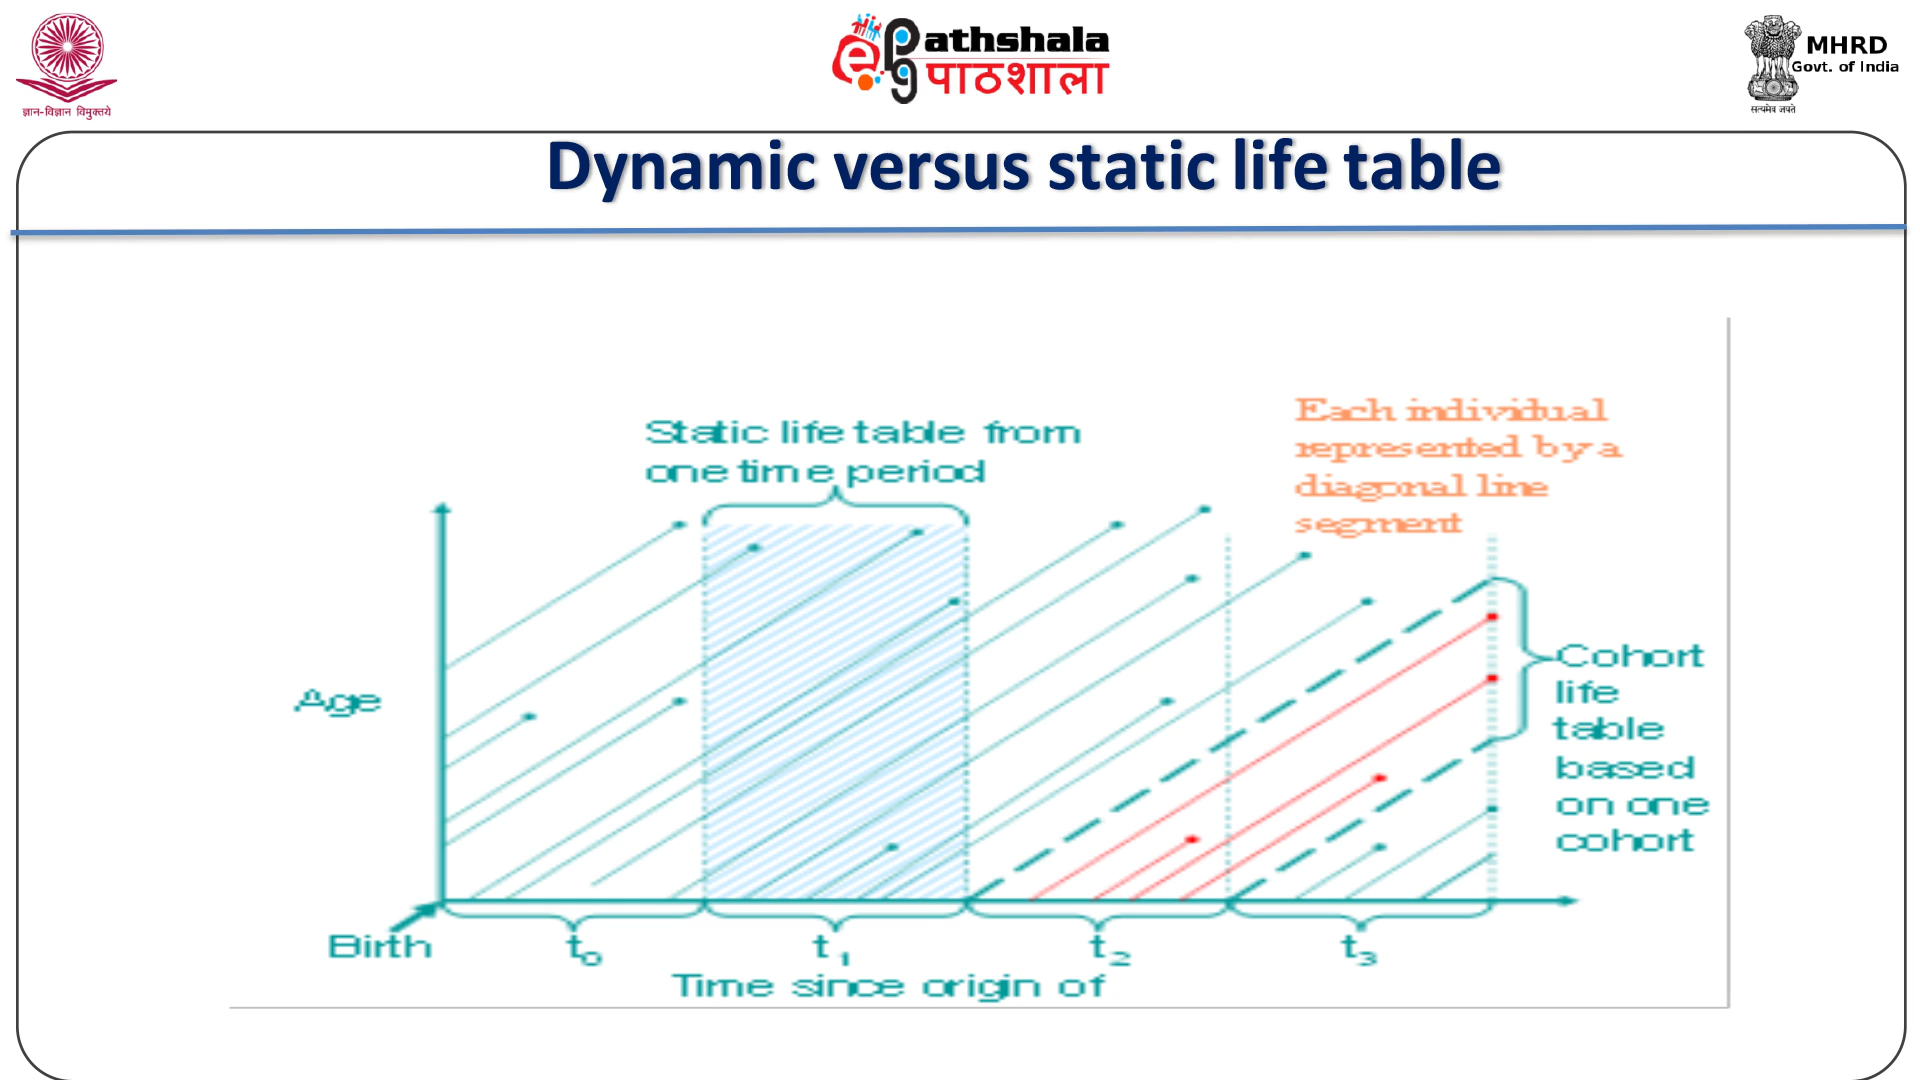 ज्ञान-विज्ञान विमुक्तये
ePg
athshala
पाठशाला
MHRD
Govt. of India
सत्यमेव जयते
Dynamic versus static life table
Static life table from
one time period
Each individual
represented by a
diagonal line
segment
Age
Cohort
life
table
based
on one
cohort
Birth
t0
t1
t2
t3
Time since origin of